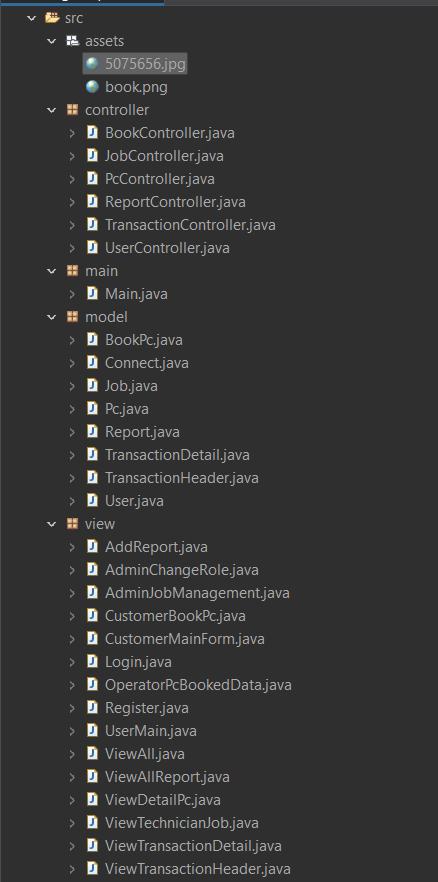 src
assets
5075656.jpg
book.png
controller
BookController.java
JobController.java
PcController.java
ReportController.java
TransactionController.java
UserController.java
main
Main.java
model
BookPc.java
Connect.java
Job.java
Pc.java
Report.java
TransactionDetail.java
TransactionHeader.java
User.java
view
AddReport.java
AdminChangeRole.java
AdminJobManagement.java
CustomerBookPc.java
CustomerMainForm.java
Login.java
OperatorPcBookedData.java
Register.java
UserMain.java
ViewAll.java
ViewAllReport.java
ViewDetailPc.java
ViewTechnicianJob.java
ViewTransactionDetail.java
ViewTransactionHeader.java